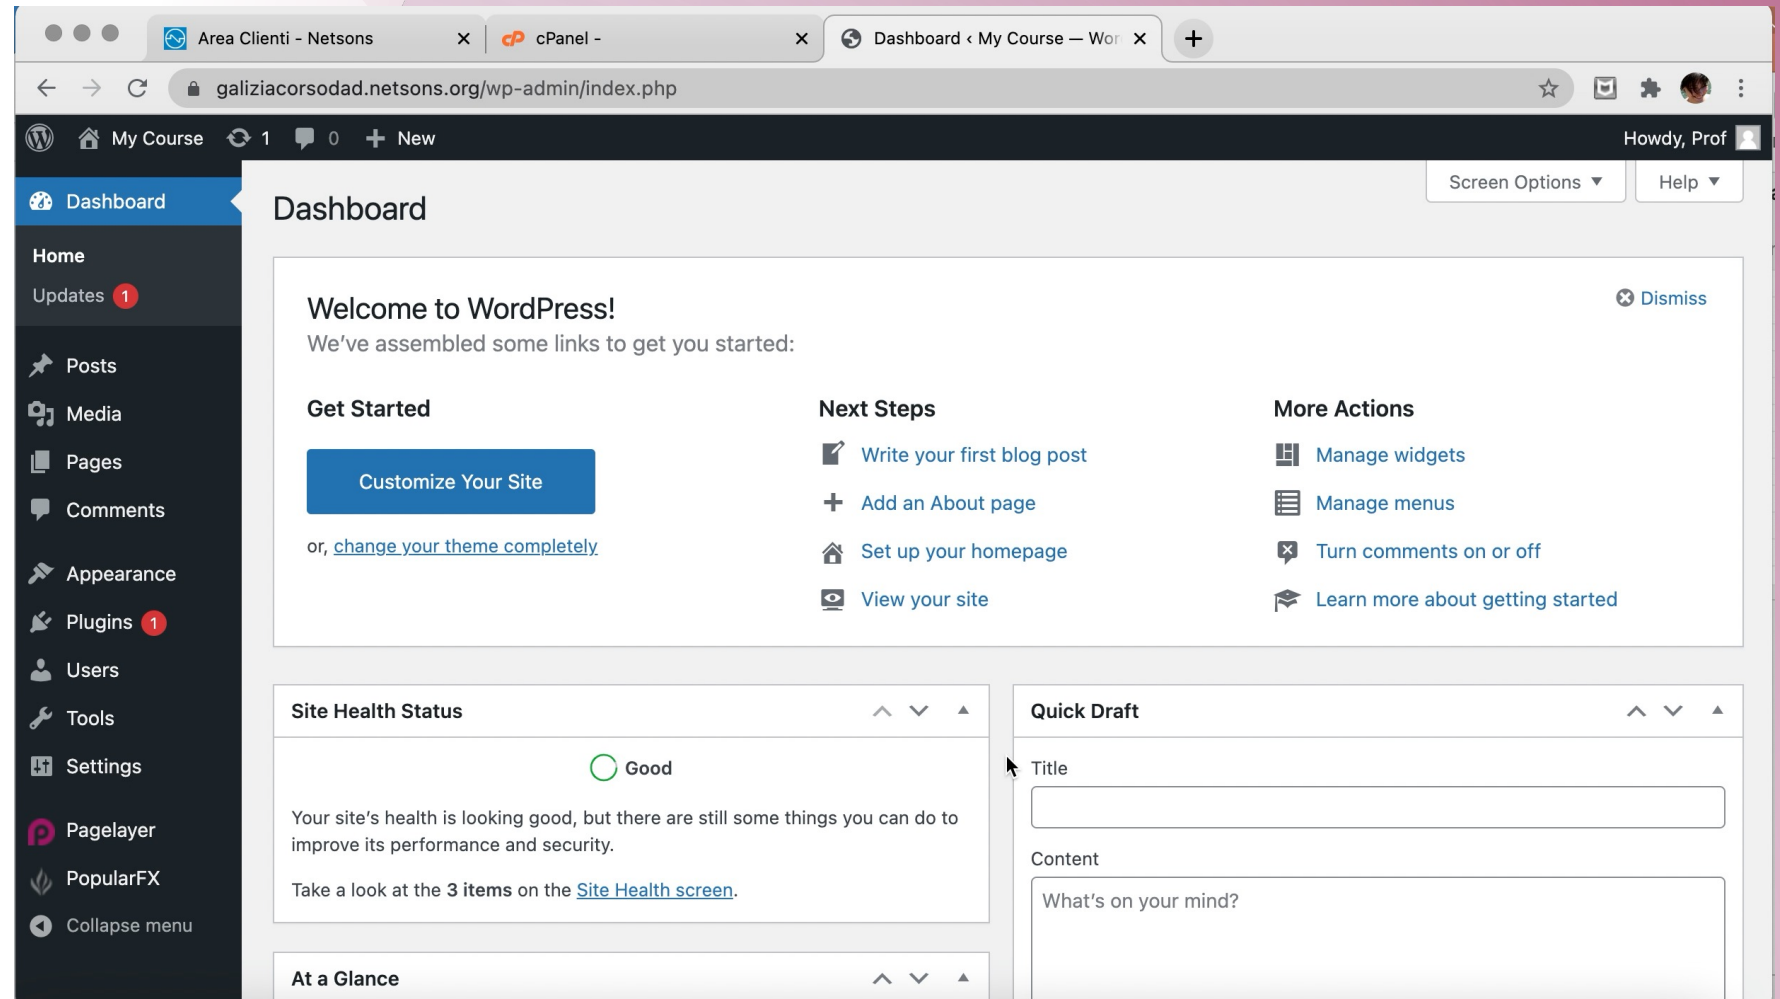 Area Clienti - Netsons
cPanel -
Dashboard ‹ My Course — Wor
galiziacorsodad.netsons.org/wp-admin/index.php
My Course 1 0 + New
Howdy, Prof
Dashboard
Home
Updates 1
Posts
Media
Pages
Comments
Appearance
Plugins 1
Users
Tools
Settings
Pagelayer
PopularFX
Collapse menu
Screen Options
Help
Dashboard
Welcome to WordPress!
Dismiss
We've assembled some links to get you started:
Get Started
Customize Your Site
or, change your theme completely
Next Steps
Write your first blog post
Add an About page
Set up your homepage
View your site
More Actions
Manage widgets
Manage menus
Turn comments on or off
Learn more about getting started
Site Health Status
Good
Your site's health is looking good, but there are still some things you can do to
improve its performance and security.
Take a look at the 3 items on the Site Health screen.
At a Glance
Quick Draft
Title
Content
What's on your mind?